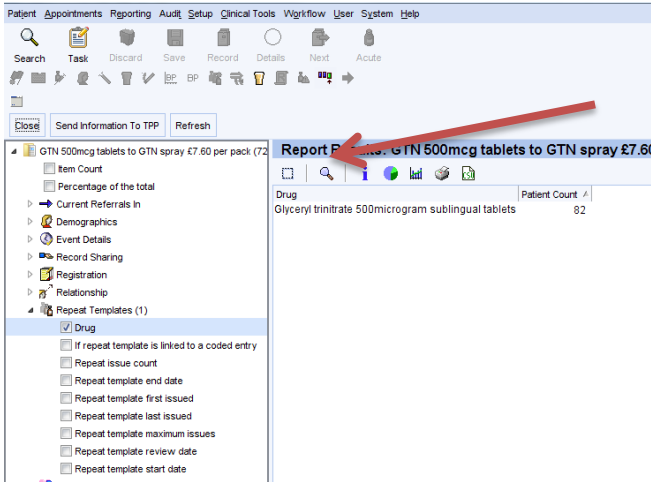 Patient Appointments Reporting Audit Setup Clinical Tools Workflow User System Help
Search Task Discard Save Record Details Next Acute
BP BP
Close Send Information To TPP Refresh
GTN 500mcg tablets to GTN spray £7.60 per pack (72
Item Count
Percentage of the total
Current Referrals In
Demographics
Event Details
Record Sharing
Registration
Relationship
Repeat Templates (1)
Drug
If repeat template is linked to a coded entry
Repeat issue count
Repeat template end date
Repeat template first issued
Repeat template last issued
Repeat template maximum issues
Repeat template review date
Repeat template start date
Report GTN 500mcg tablets to GTN spray £7.60
Drug Patient Count
Glyceryl trinitrate 500microgram sublingual tablets 82